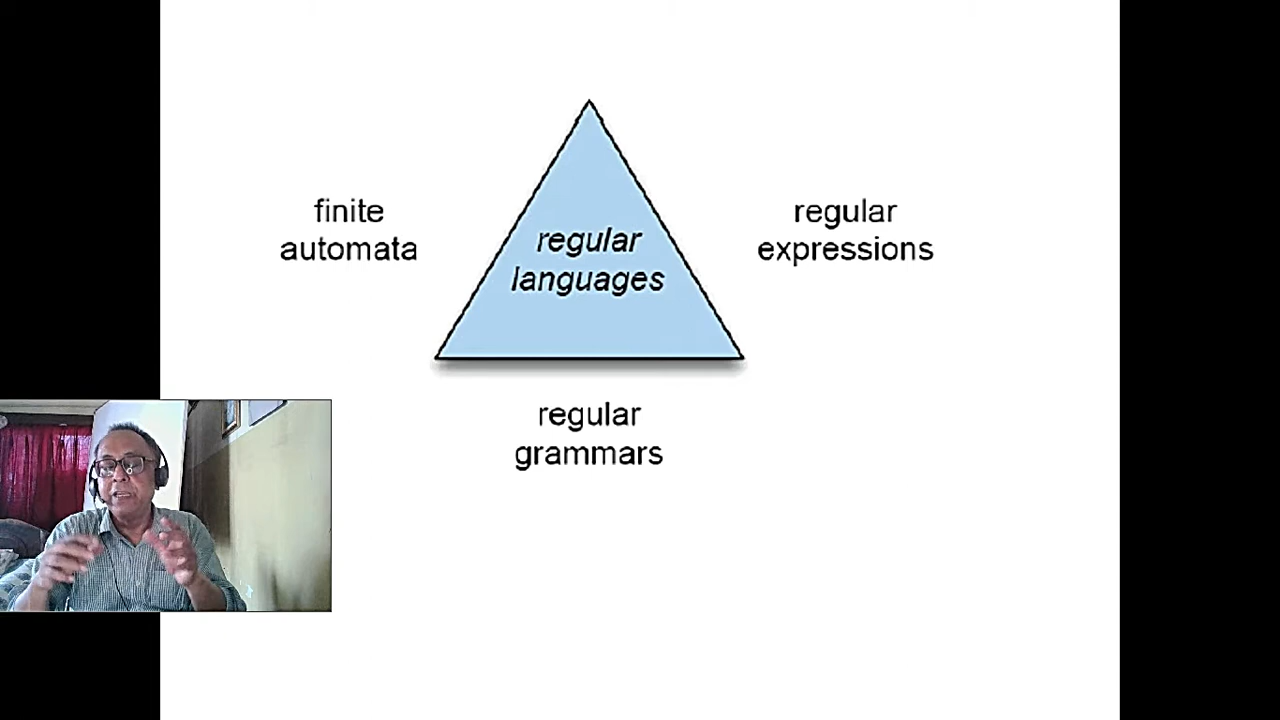 finite
automata
regular
languages
regular
expressions
regular
grammars